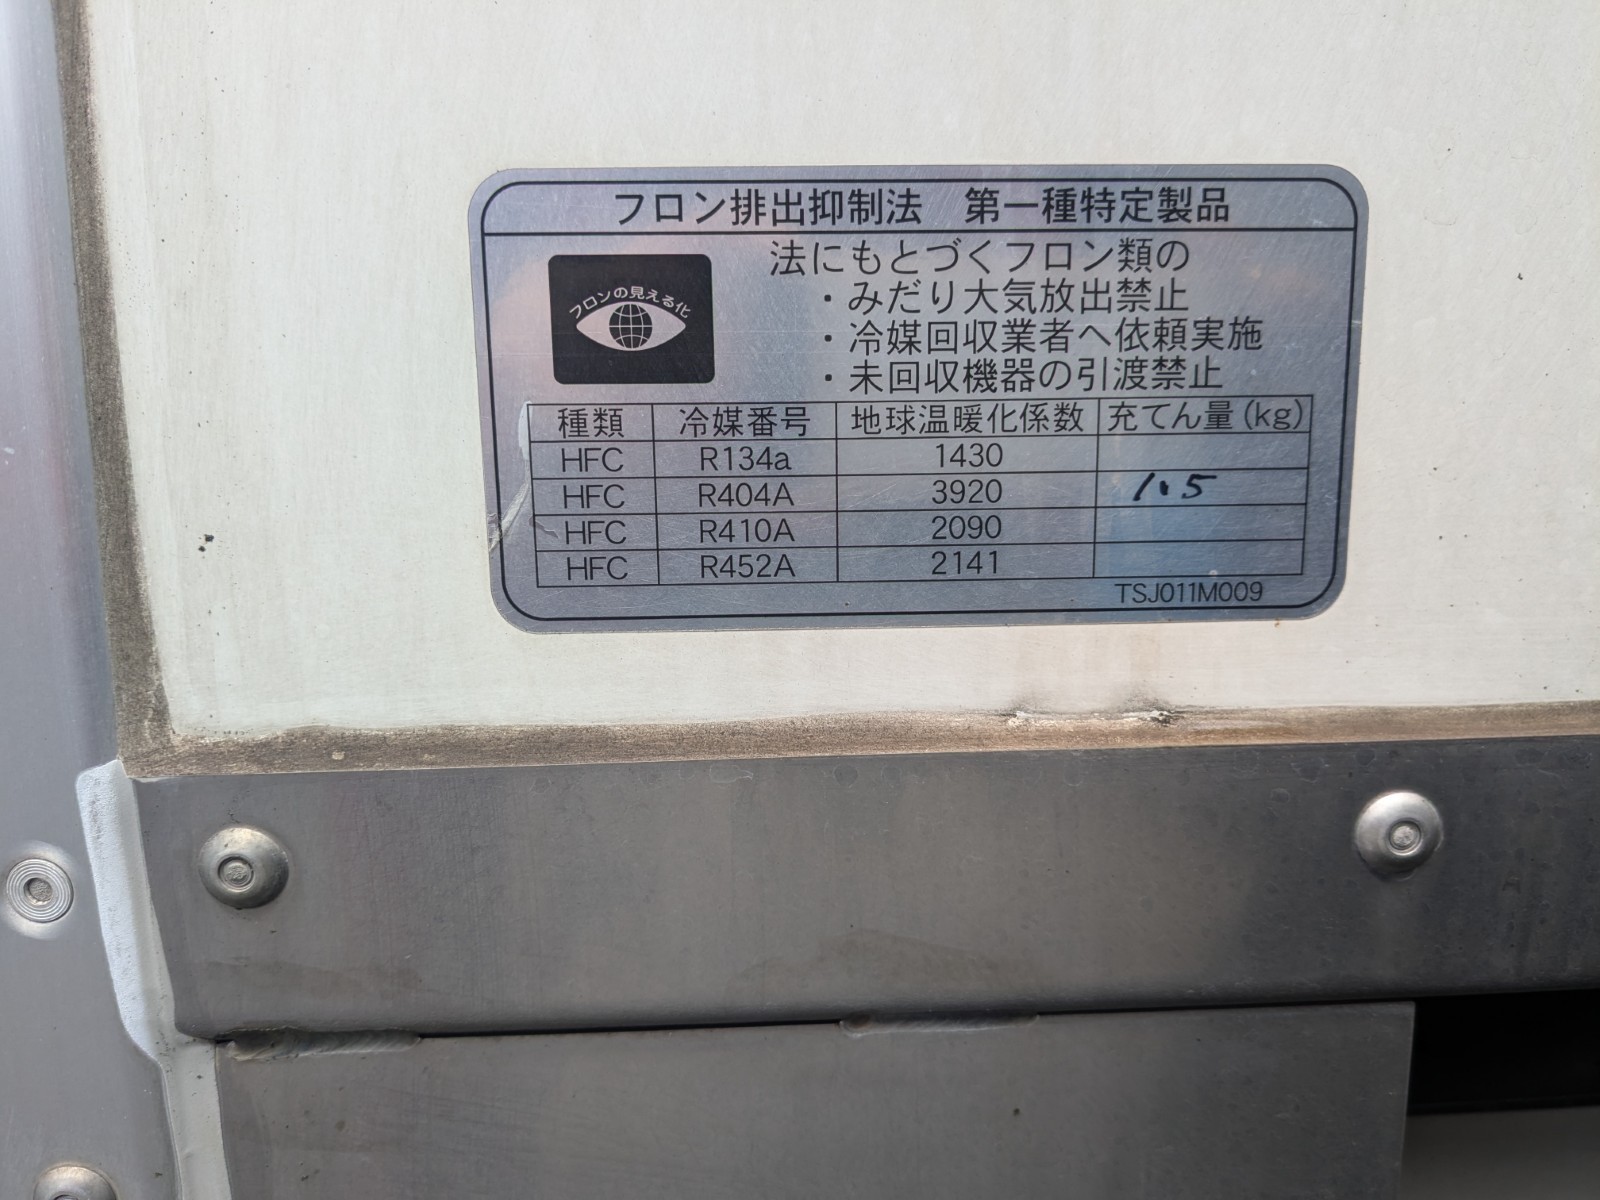 フロン排出抑制法　第一種特定製品
フロンの見える化
法にもとづくフロン類の
・みだり大気放出禁止
・冷媒回収業者へ依頼実施
・未回収機器の引渡禁止
種類 冷媒番号 地球温暖化係数 充てん量(kg)
HFC R134a 1430
HFC R404A 3920 1.5
HFC R410A 2090
HFC R452A 2141
TSJ011M009